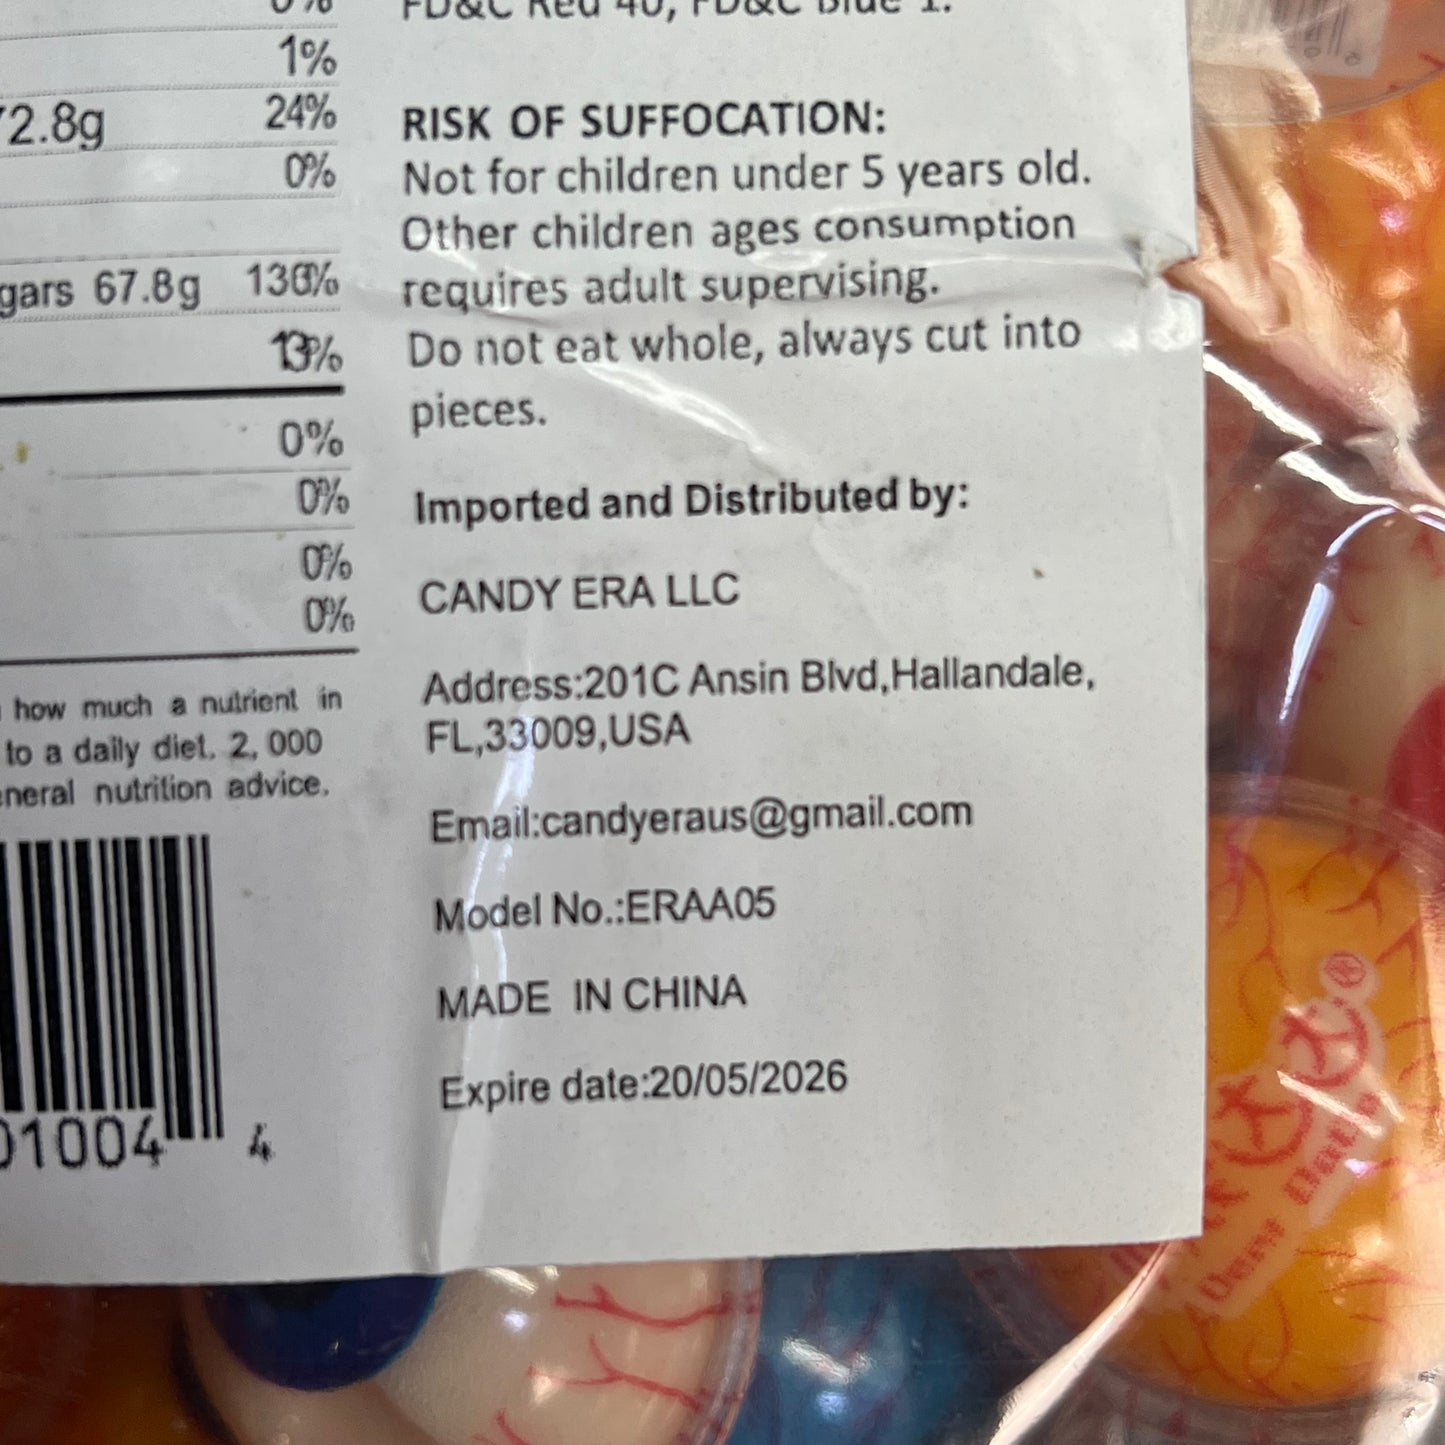 0%
FD&C Red 40, FD&C Blue 1.
1%
2.8g 24%
0%
gars 67.8g
13%
0%
0%
0%
0%
how much a nutrient in
to a daily diet. 2, 000
neral nutrition advice.
01004 4
RISK OF SUFFOCATION:
Not for children under 5 years old.
Other children ages consumption
requires adult supervising.
Do not eat whole, always cut into
pieces.
Imported and Distributed by:
CANDY ERA LLC
Address:201C Ansin Blvd,Hallandale,
FL,33009,USA
Email:candyeraus@gmail.com
Model No.:ERAA05
MADE IN CHINA
Expire date:20/05/2026